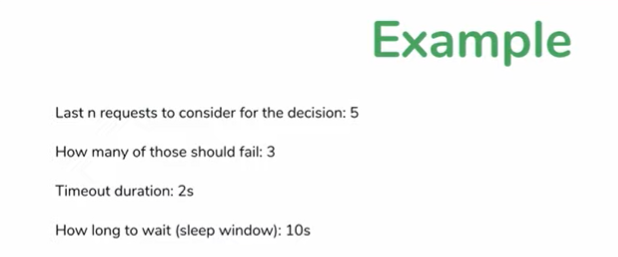 Example
Last n requests to consider for the decision: 5
How many of those should fail: 3
Timeout duration: 2s
How long to wait (sleep window): 10s